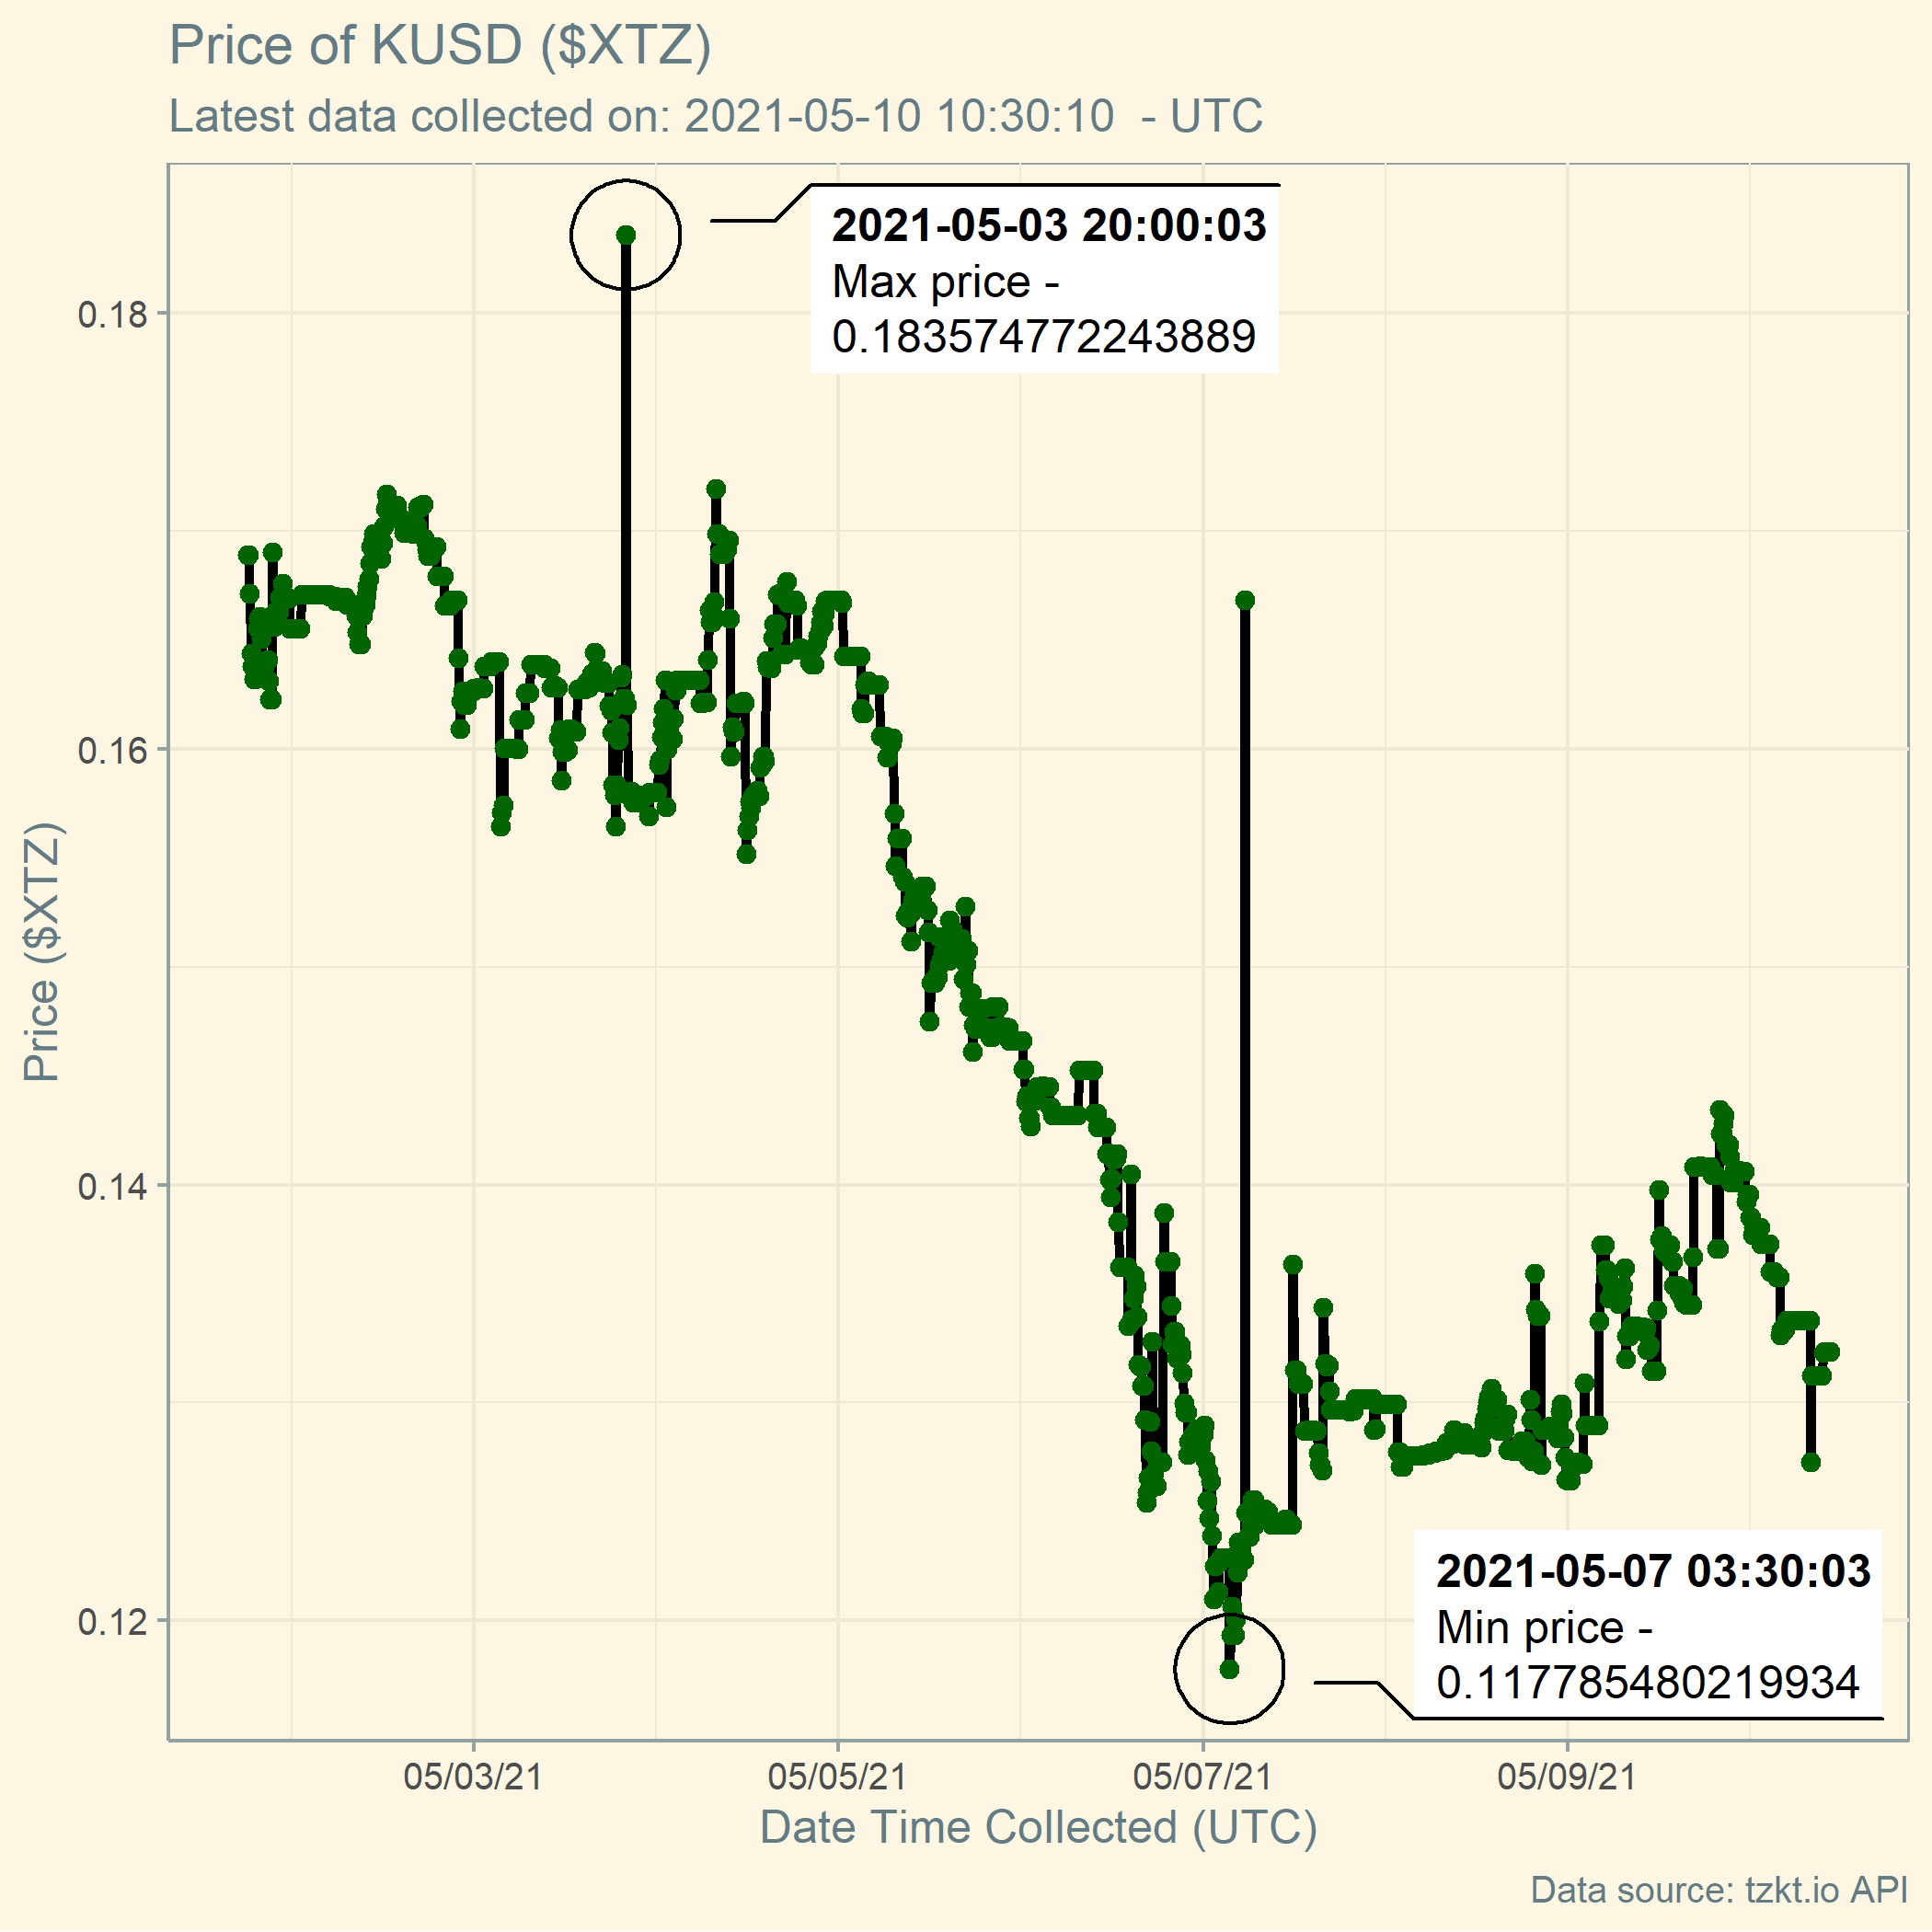 Price of KUSD ($XTZ)
Latest data collected on: 2021-05-10 10:30:10  - UTC
2021-05-03 20:00:03
Max price -
0.183574772243889
0.18
0.16
0.14
0.12
Price ($XTZ)
2021-05-07 03:30:03
Min price -
0.117785480219934
05/03/21
05/05/21
05/07/21
05/09/21
Date Time Collected (UTC)
Data source: tzkt.io API